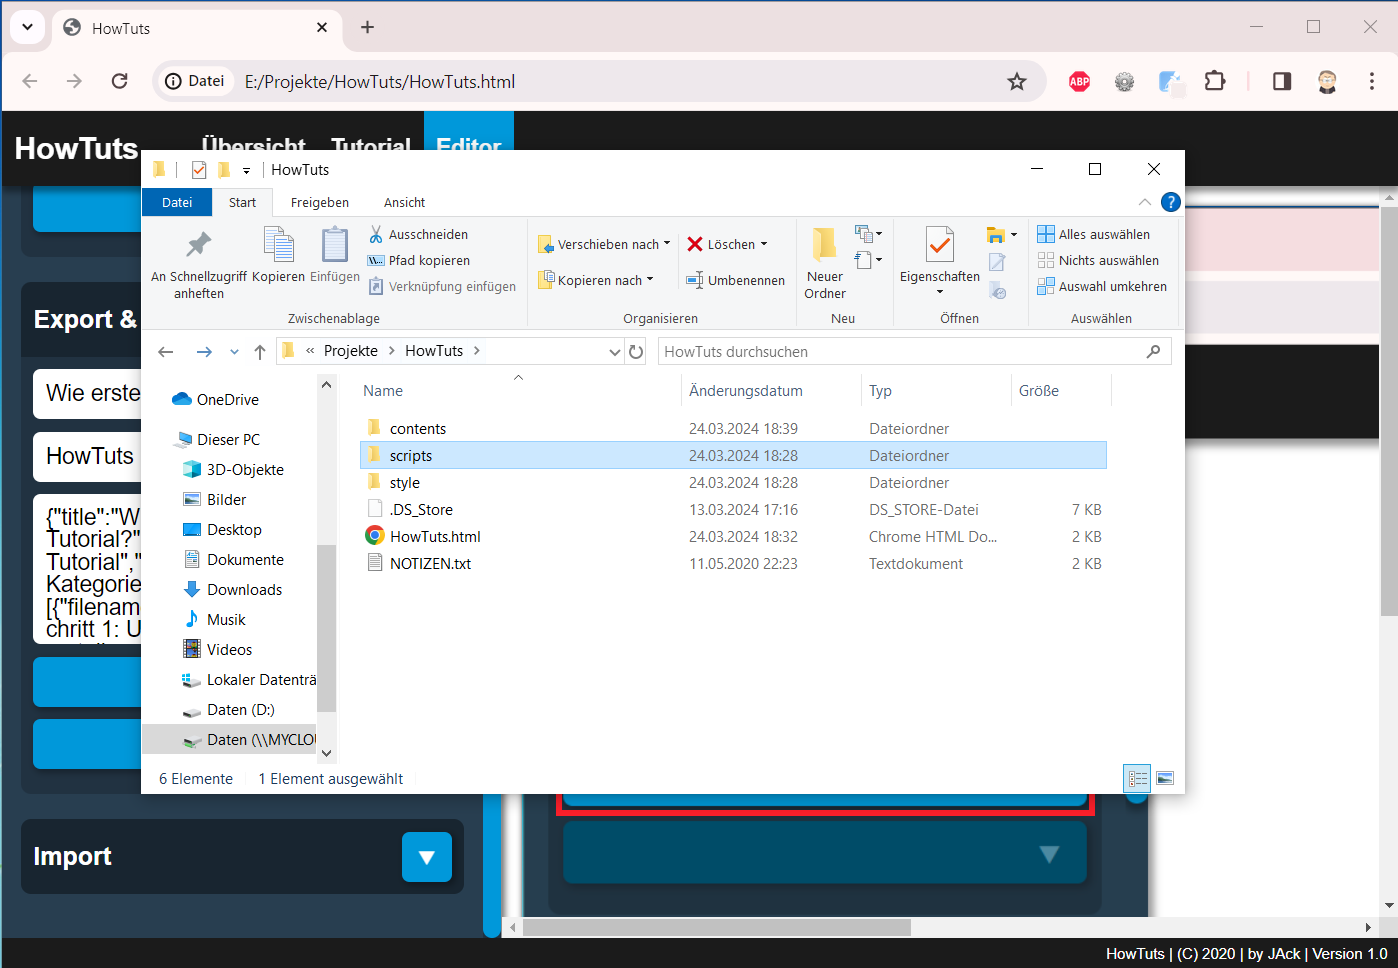 HowTuts
Datei
E:/Projekte/HowTuts/HowTuts.html
ABP
HowTuts
Übersicht
Tutorial
Editor
HowTuts
Datei
Start
Freigeben
Ansicht
?
An Schnellzugriff
anheften
Kopieren
Einfügen
Ausschneiden
Pfad kopieren
Verknüpfung einfügen
Zwischenablage
Verschieben nach
Kopieren nach
Löschen
Umbenennen
Organisieren
Neuer
Ordner
Neu
Eigenschaften
Öffnen
Alles auswählen
Nichts auswählen
Auswahl umkehren
Auswählen
« Projekte > HowTuts >
HowTuts durchsuchen
Name Änderungsdatum Typ Größe
contents 24.03.2024 18:39 Dateiordner
scripts 24.03.2024 18:28 Dateiordner
style 24.03.2024 18:28 Dateiordner
.DS_Store 13.03.2024 17:16 DS_STORE-Datei 7 KB
HowTuts.html 24.03.2024 18:32 Chrome HTML Do... 2 KB
NOTIZEN.txt 11.05.2020 22:23 Textdokument 2 KB
OneDrive
Dieser PC
3D-Objekte
Bilder
Desktop
Dokumente
Downloads
Musik
Videos
Lokaler Datenträ
Daten (D:)
Daten (\\MYCLO
6 Elemente
1 Element ausgewählt
Export &
Wie erste
HowTuts
{"title":"W
Tutorial?"
Tutorial","
Kategorie
[{"filenam
chritt 1: U
Import
HowTuts | (C) 2020 | by JAck | Version 1.0